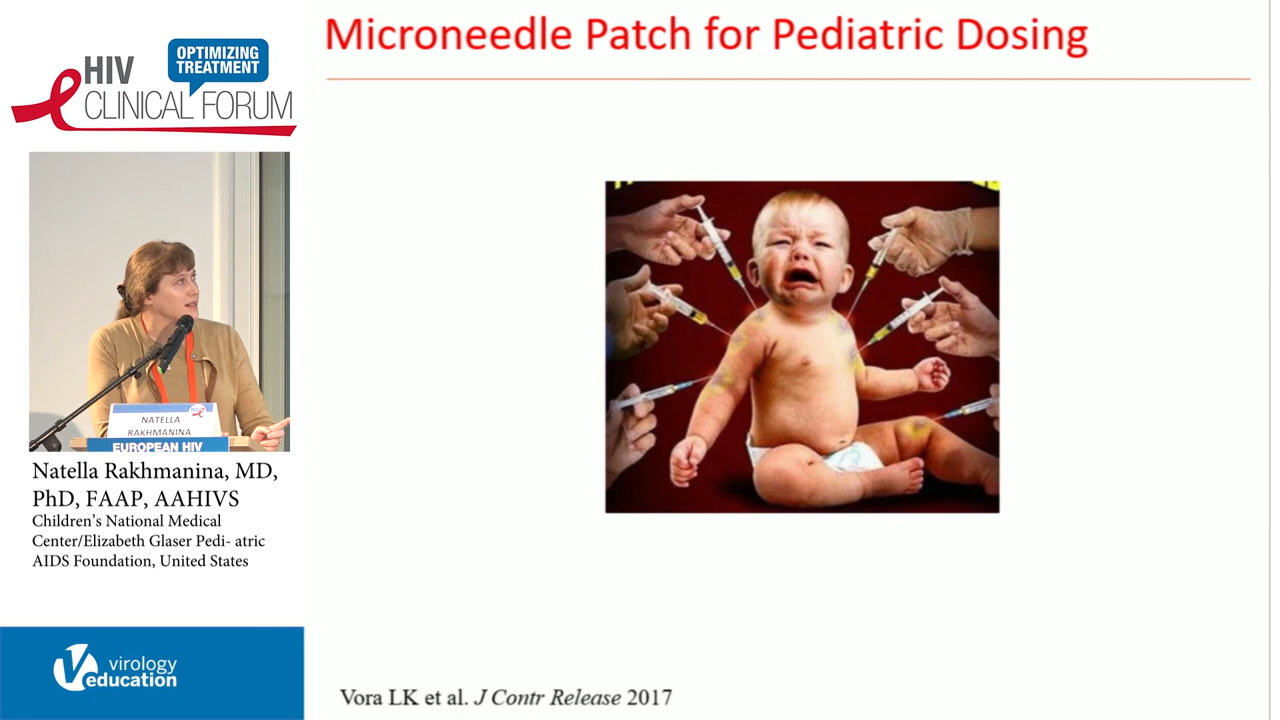 Microneedle Patch for Pediatric Dosing
HIV
CLINICAL FORUM
OPTIMIZING
TREATMENT
NATELLA
RAKHMANINA
EUROPEAN HIV
Natella Rakhmanina, MD,
PhD, FAAP, AAHIVS
Children’s National Medical
Center/Elizabeth Glaser Pedi- atric
AIDS Foundation, United States
virology
education
Vora LK et al. J Contr Release 2017